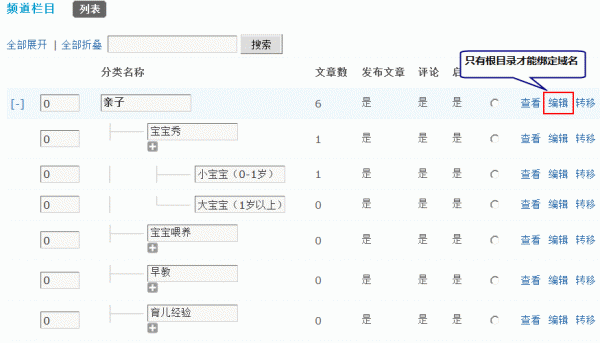 频道栏目 列表
全部展开 | 全部折叠 搜索
只有根目录才能绑定域名
分类名称 文章数 发布文章 评论 启
[-] 0 亲子 6 是 是 是 查看 编辑 转移
0 宝宝秀 1 是 是 是 查看 编辑 转移
0 小宝宝（0-1岁） 1 是 是 是 查看 编辑 转移
0 大宝宝（1岁以上） 0 是 是 是 查看 编辑 转移
0 宝宝喂养 0 是 是 是 查看 编辑 转移
0 早教 0 是 是 是 查看 编辑 转移
0 育儿经验 0 是 是 是 查看 编辑 转移